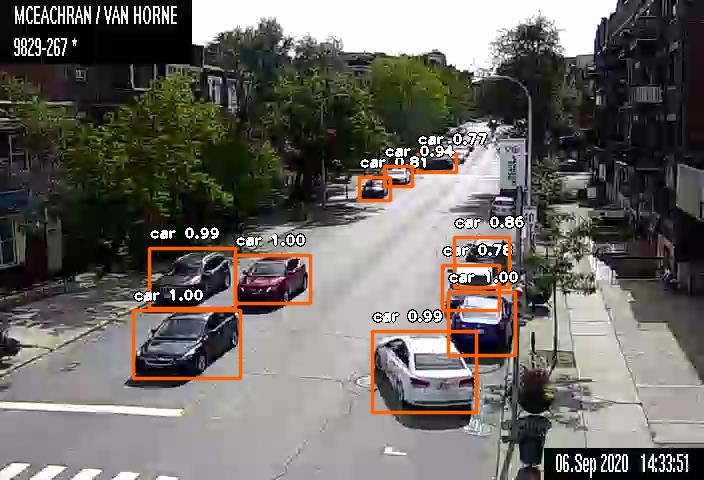 MCEACHRAN / VAN HORNE
9829-267 *
car 0.77
car 0.94
car 0.81
car 0.86
car 0.99
car 1.00
car 0.78
car 1.00
car 1.00
car 0.99
06.Sep 2020 14:33:51